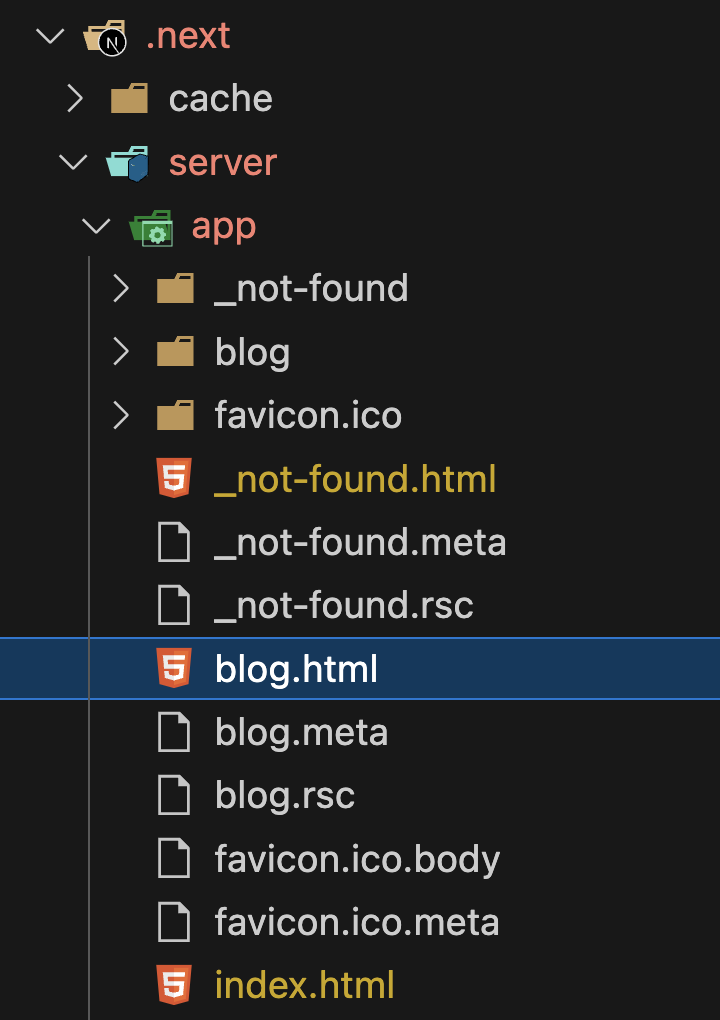 .next
cache
server
app
_not-found
blog
favicon.ico
_not-found.html
_not-found.meta
_not-found.rsc
blog.html
blog.meta
blog.rsc
favicon.ico.body
favicon.ico.meta
index.html